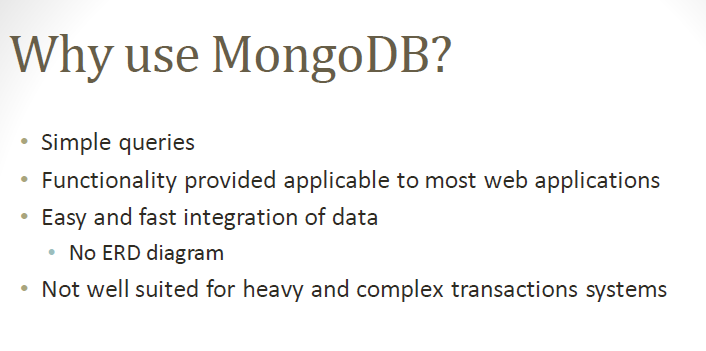 Why use MongoDB?
• Simple queries
• Functionality provided applicable to most web applications
• Easy and fast integration of data
• No ERD diagram
• Not well suited for heavy and complex transactions systems